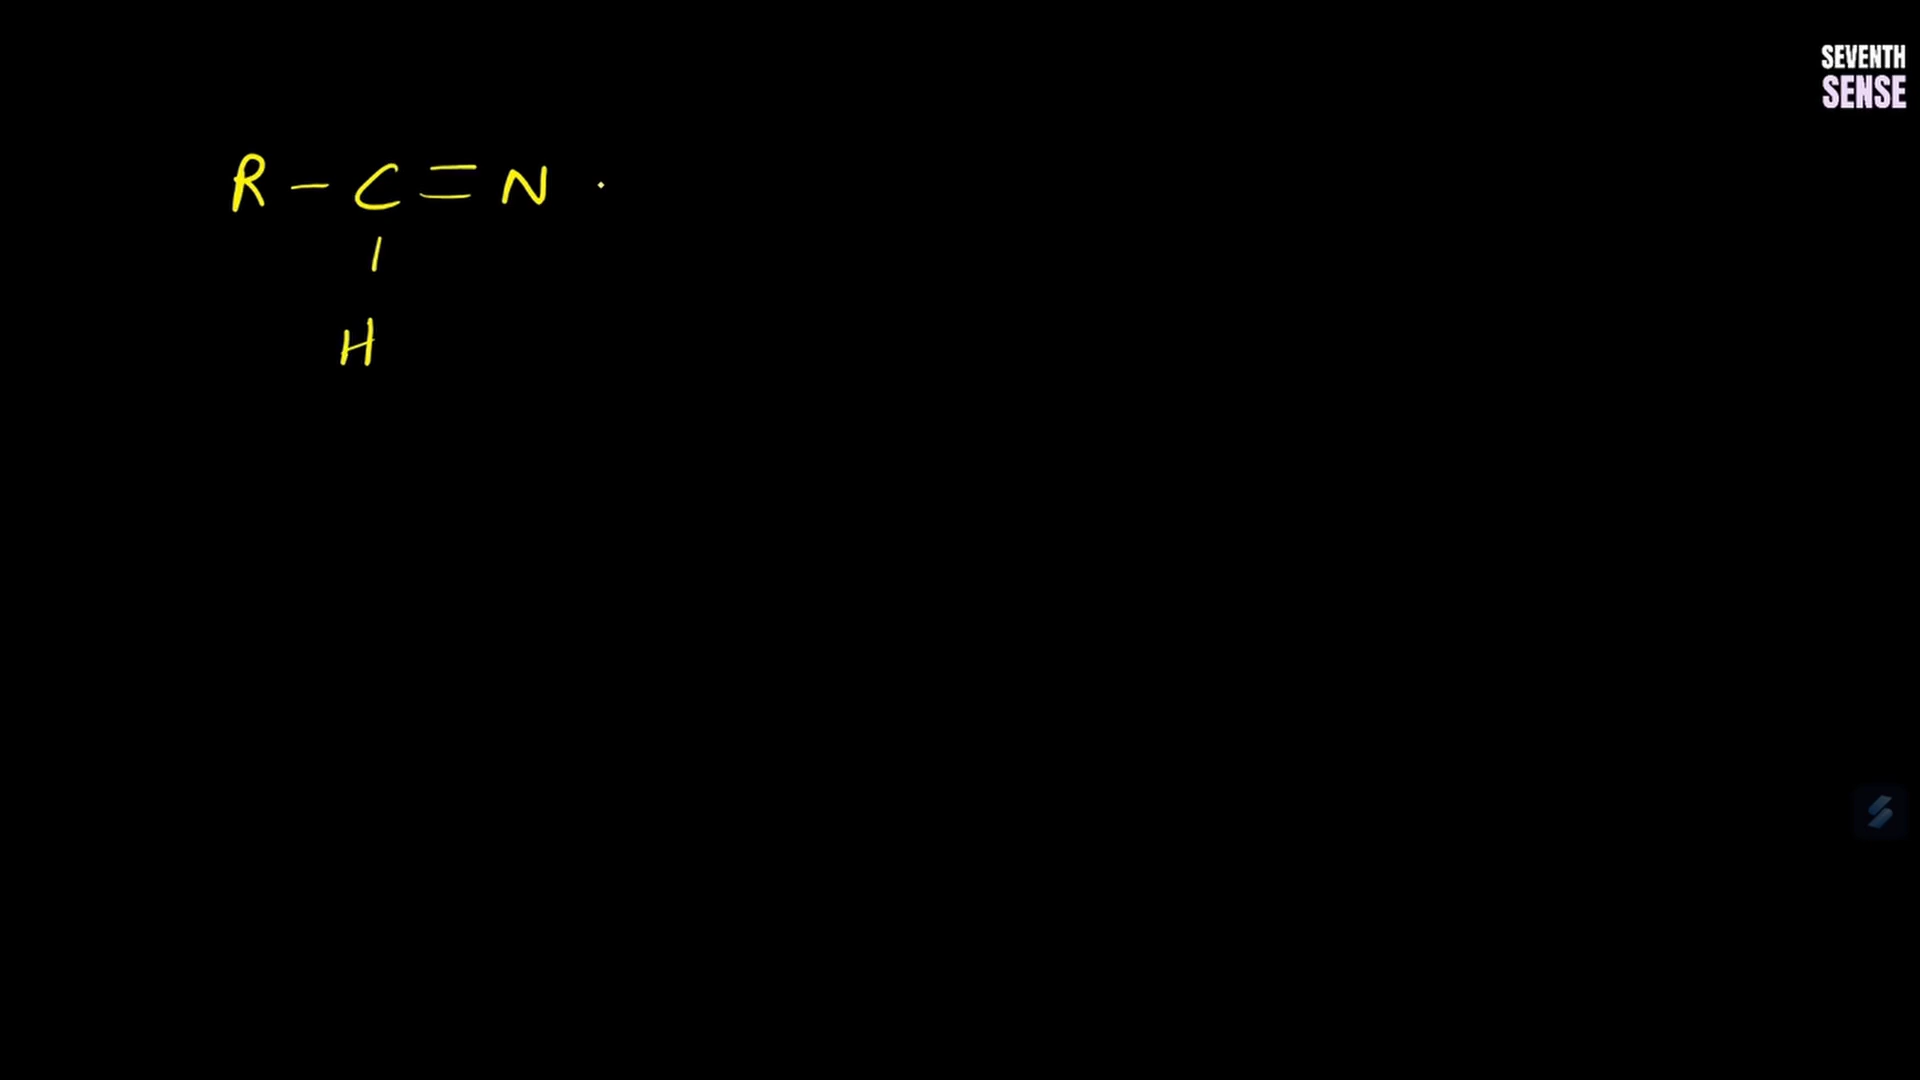 R - C = N .
|
H
SEVENTH
SENSE